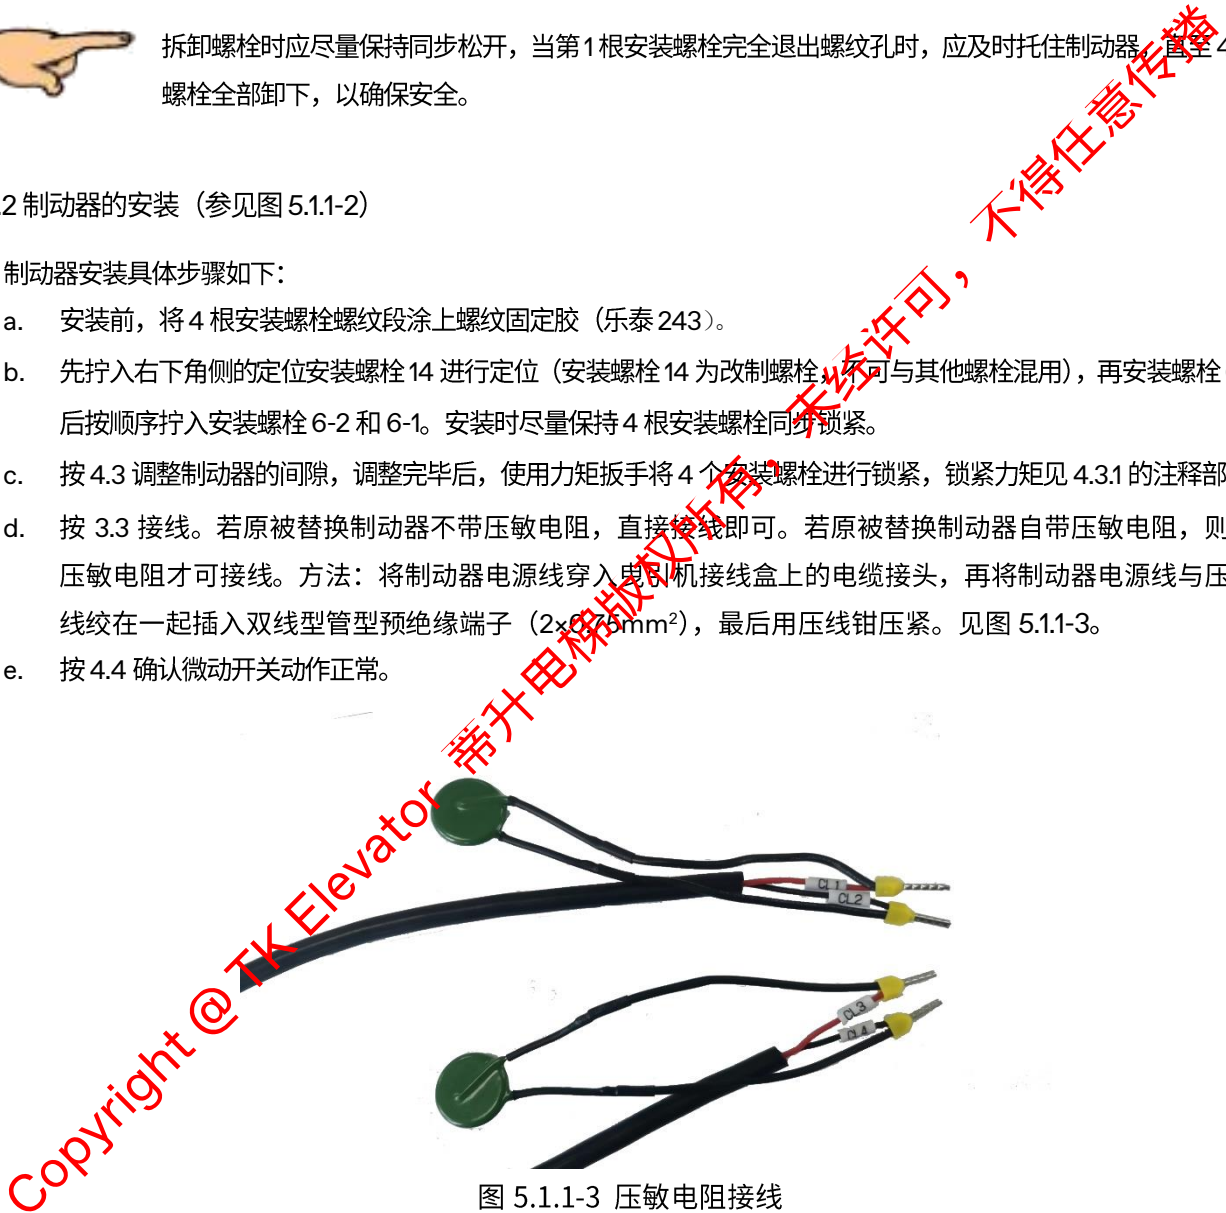 拆卸螺栓时应尽量保持同步松开，当第1根安装螺栓完全退出螺纹孔时，应及时托住制动器，直至4
螺栓全部卸下，以确保安全。
.2 制动器的安装（参见图 5.1.1-2）
制动器安装具体步骤如下：
a. 安装前，将 4 根安装螺栓螺纹段涂上螺纹固定胶（乐泰 243）。
b. 先拧入右下角侧的定位安装螺栓 14 进行定位（安装螺栓 14 为改制螺栓，不可与其他螺栓混用），再安装螺栓
后按顺序拧入安装螺栓 6-2 和 6-1。安装时尽量保持 4 根安装螺栓同步锁紧。
c. 按 4.3 调整制动器的间隙，调整完毕后，使用力矩扳手将 4 个安装螺栓进行锁紧，锁紧力矩见 4.3.1 的注释部
d. 按 3.3 接线。若原被替换制动器不带压敏电阻，直接接线即可。若原被替换制动器自带压敏电阻，则
压敏电阻才可接线。方法：将制动器电源线穿入曳引机接线盒上的电缆接头，再将制动器电源线与压
线绞在一起插入双线型管型预绝缘端子（2×0.75mm²），最后用压线钳压紧。见图 5.1.1-3。
e. 按 4.4 确认微动开关动作正常。
CL1
CL2
CL3
CL4
图 5.1.1-3 压敏电阻接线
Copyright @ TK Elevator 蒂升电梯版权所有，未经许可，不得任意传播